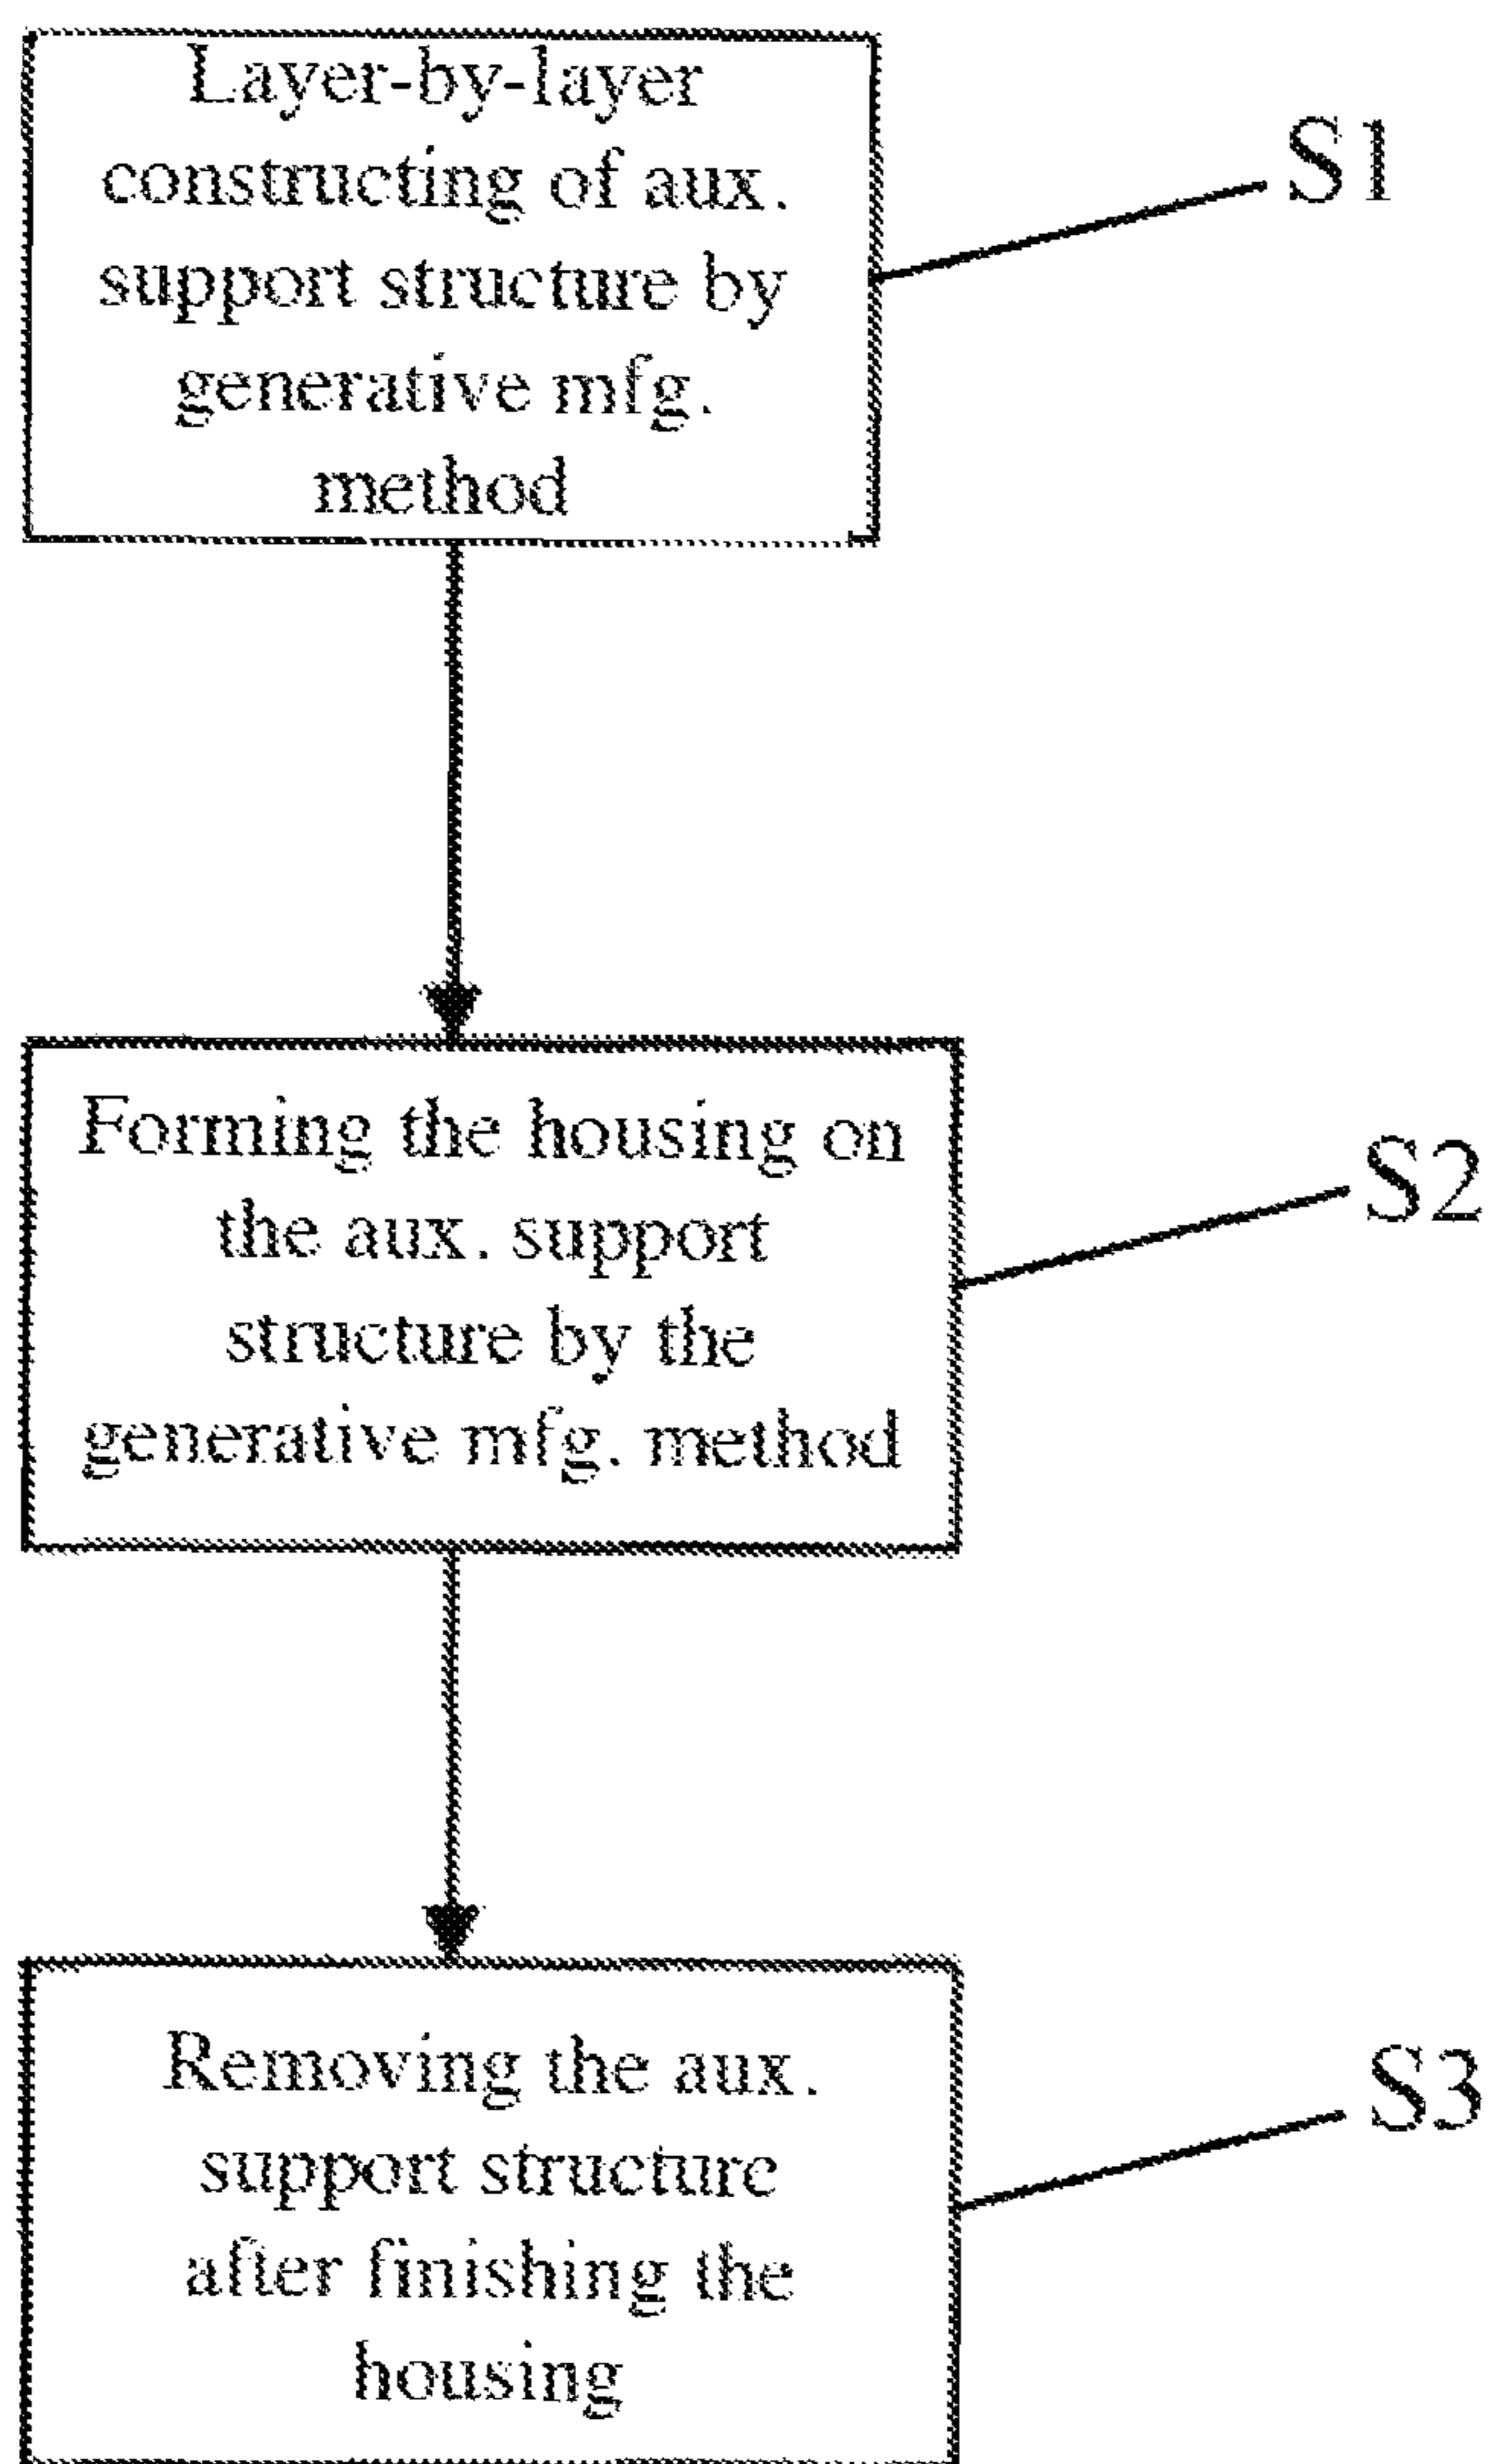 Layer-by-layer
constructing of aux.
support structure by
generative mfg.
method
S1
Forming the housing on
the aux. support
structure by the
generative mfg. method
S2
Removing the aux.
support structure
after finishing the
housing
S3